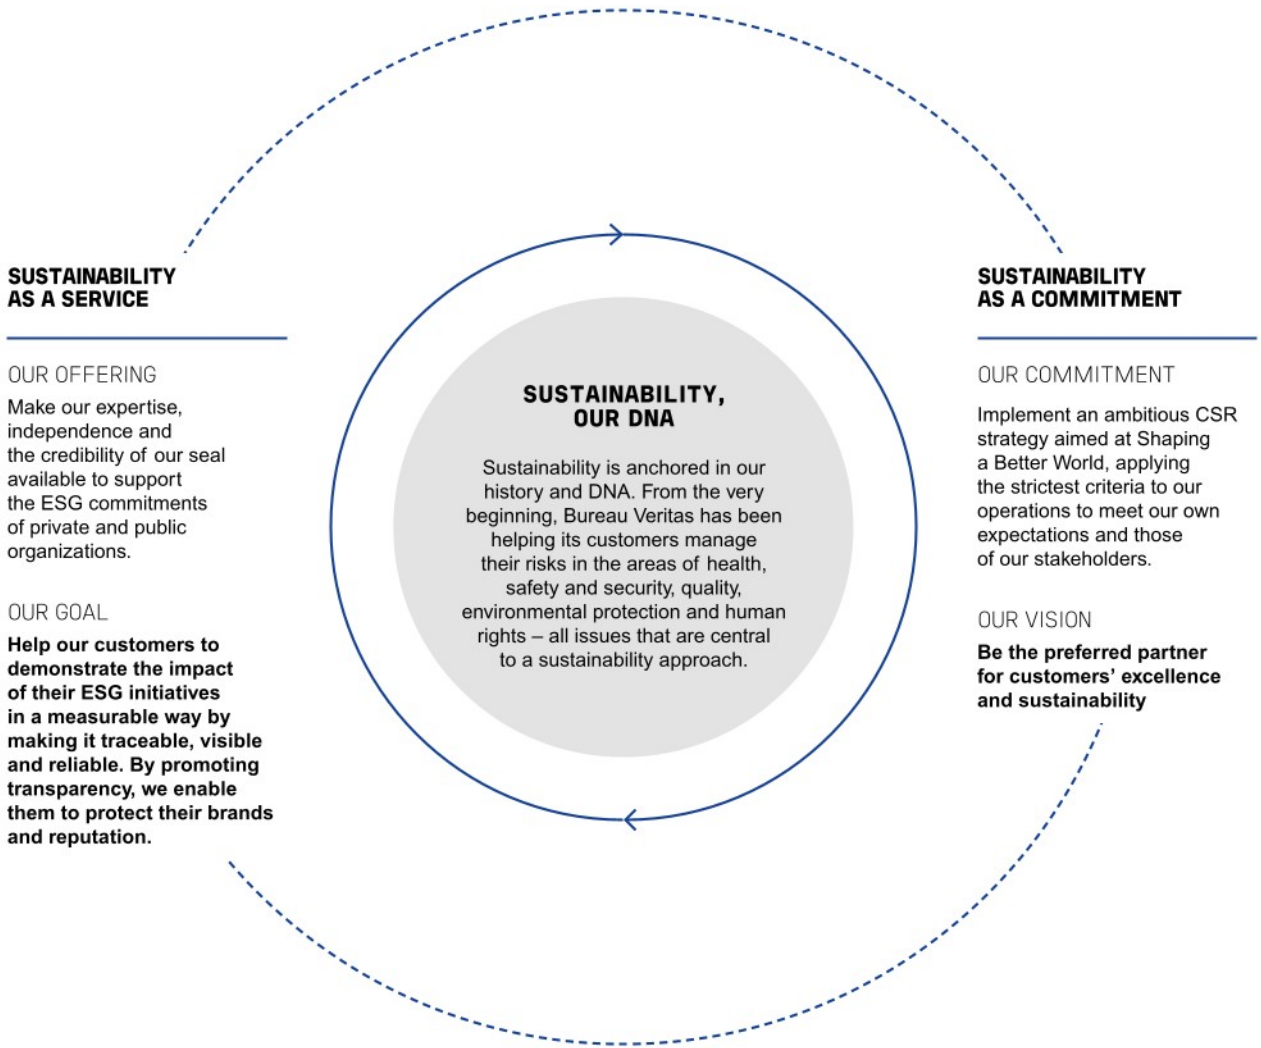 SUSTAINABILITY
AS A SERVICE
OUR OFFERING
Make our expertise,
independence and
the credibility of our seal
available to support
the ESG commitments
of private and public
organizations.
OUR GOAL
Help our customers to
demonstrate the impact
of their ESG initiatives
in a measurable way by
making it traceable, visible
and reliable. By promoting
transparency, we enable
them to protect their brands
and reputation.
SUSTAINABILITY,
OUR DNA
Sustainability is anchored in our
history and DNA. From the very
beginning, Bureau Veritas has been
helping its customers manage
their risks in the areas of health,
safety and security, quality,
environmental protection and human
rights – all issues that are central
to a sustainability approach.
SUSTAINABILITY
AS A COMMITMENT
OUR COMMITMENT
Implement an ambitious CSR
strategy aimed at Shaping
a Better World, applying
the strictest criteria to our
operations to meet our own
expectations and those
of our stakeholders.
OUR VISION
Be the preferred partner
for customers’ excellence
and sustainability